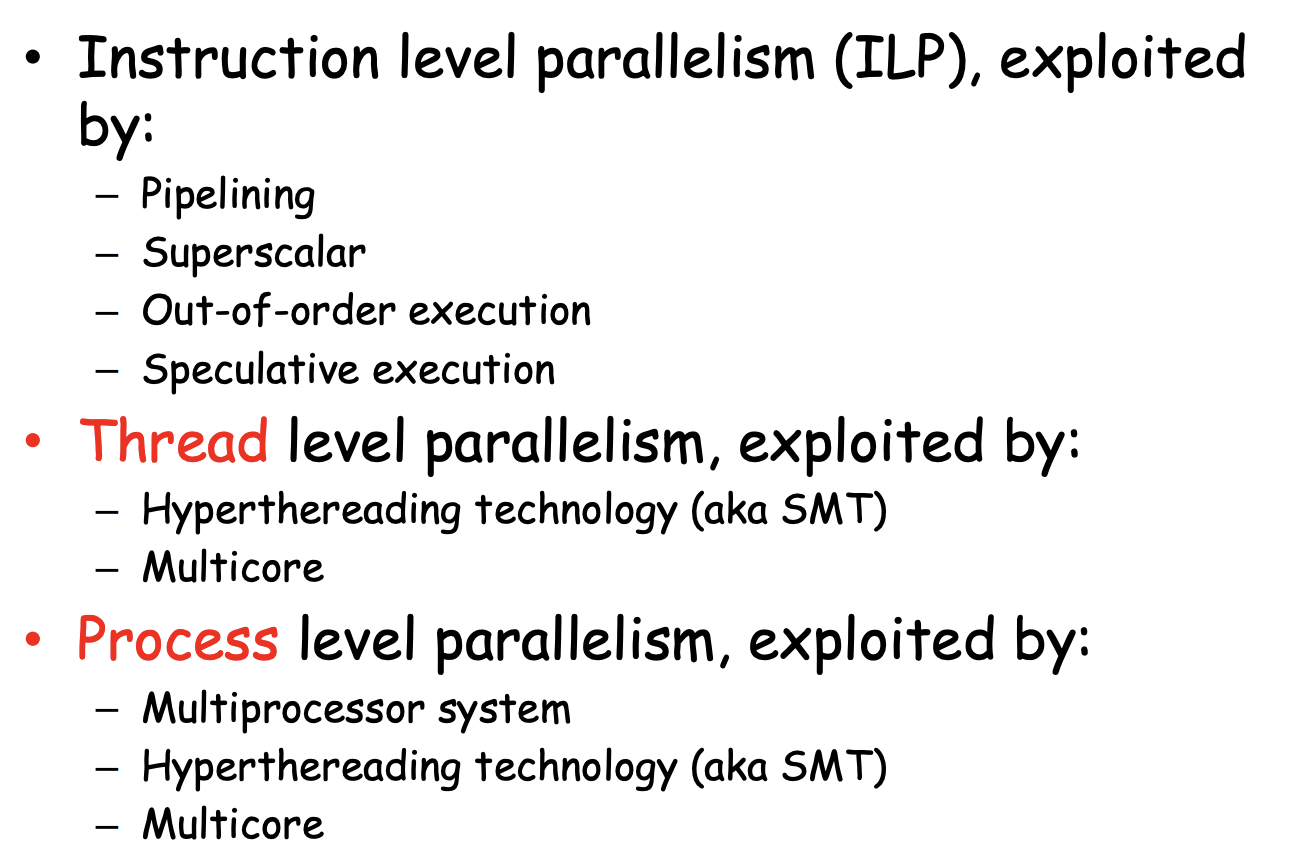 • Instruction level parallelism (ILP), exploited
by:
– Pipelining
– Superscalar
– Out-of-order execution
– Speculative execution
• Thread level parallelism, exploited by:
– Hyperthereading technology (aka SMT)
– Multicore
• Process level parallelism, exploited by:
– Multiprocessor system
– Hyperthereading technology (aka SMT)
– Multicore